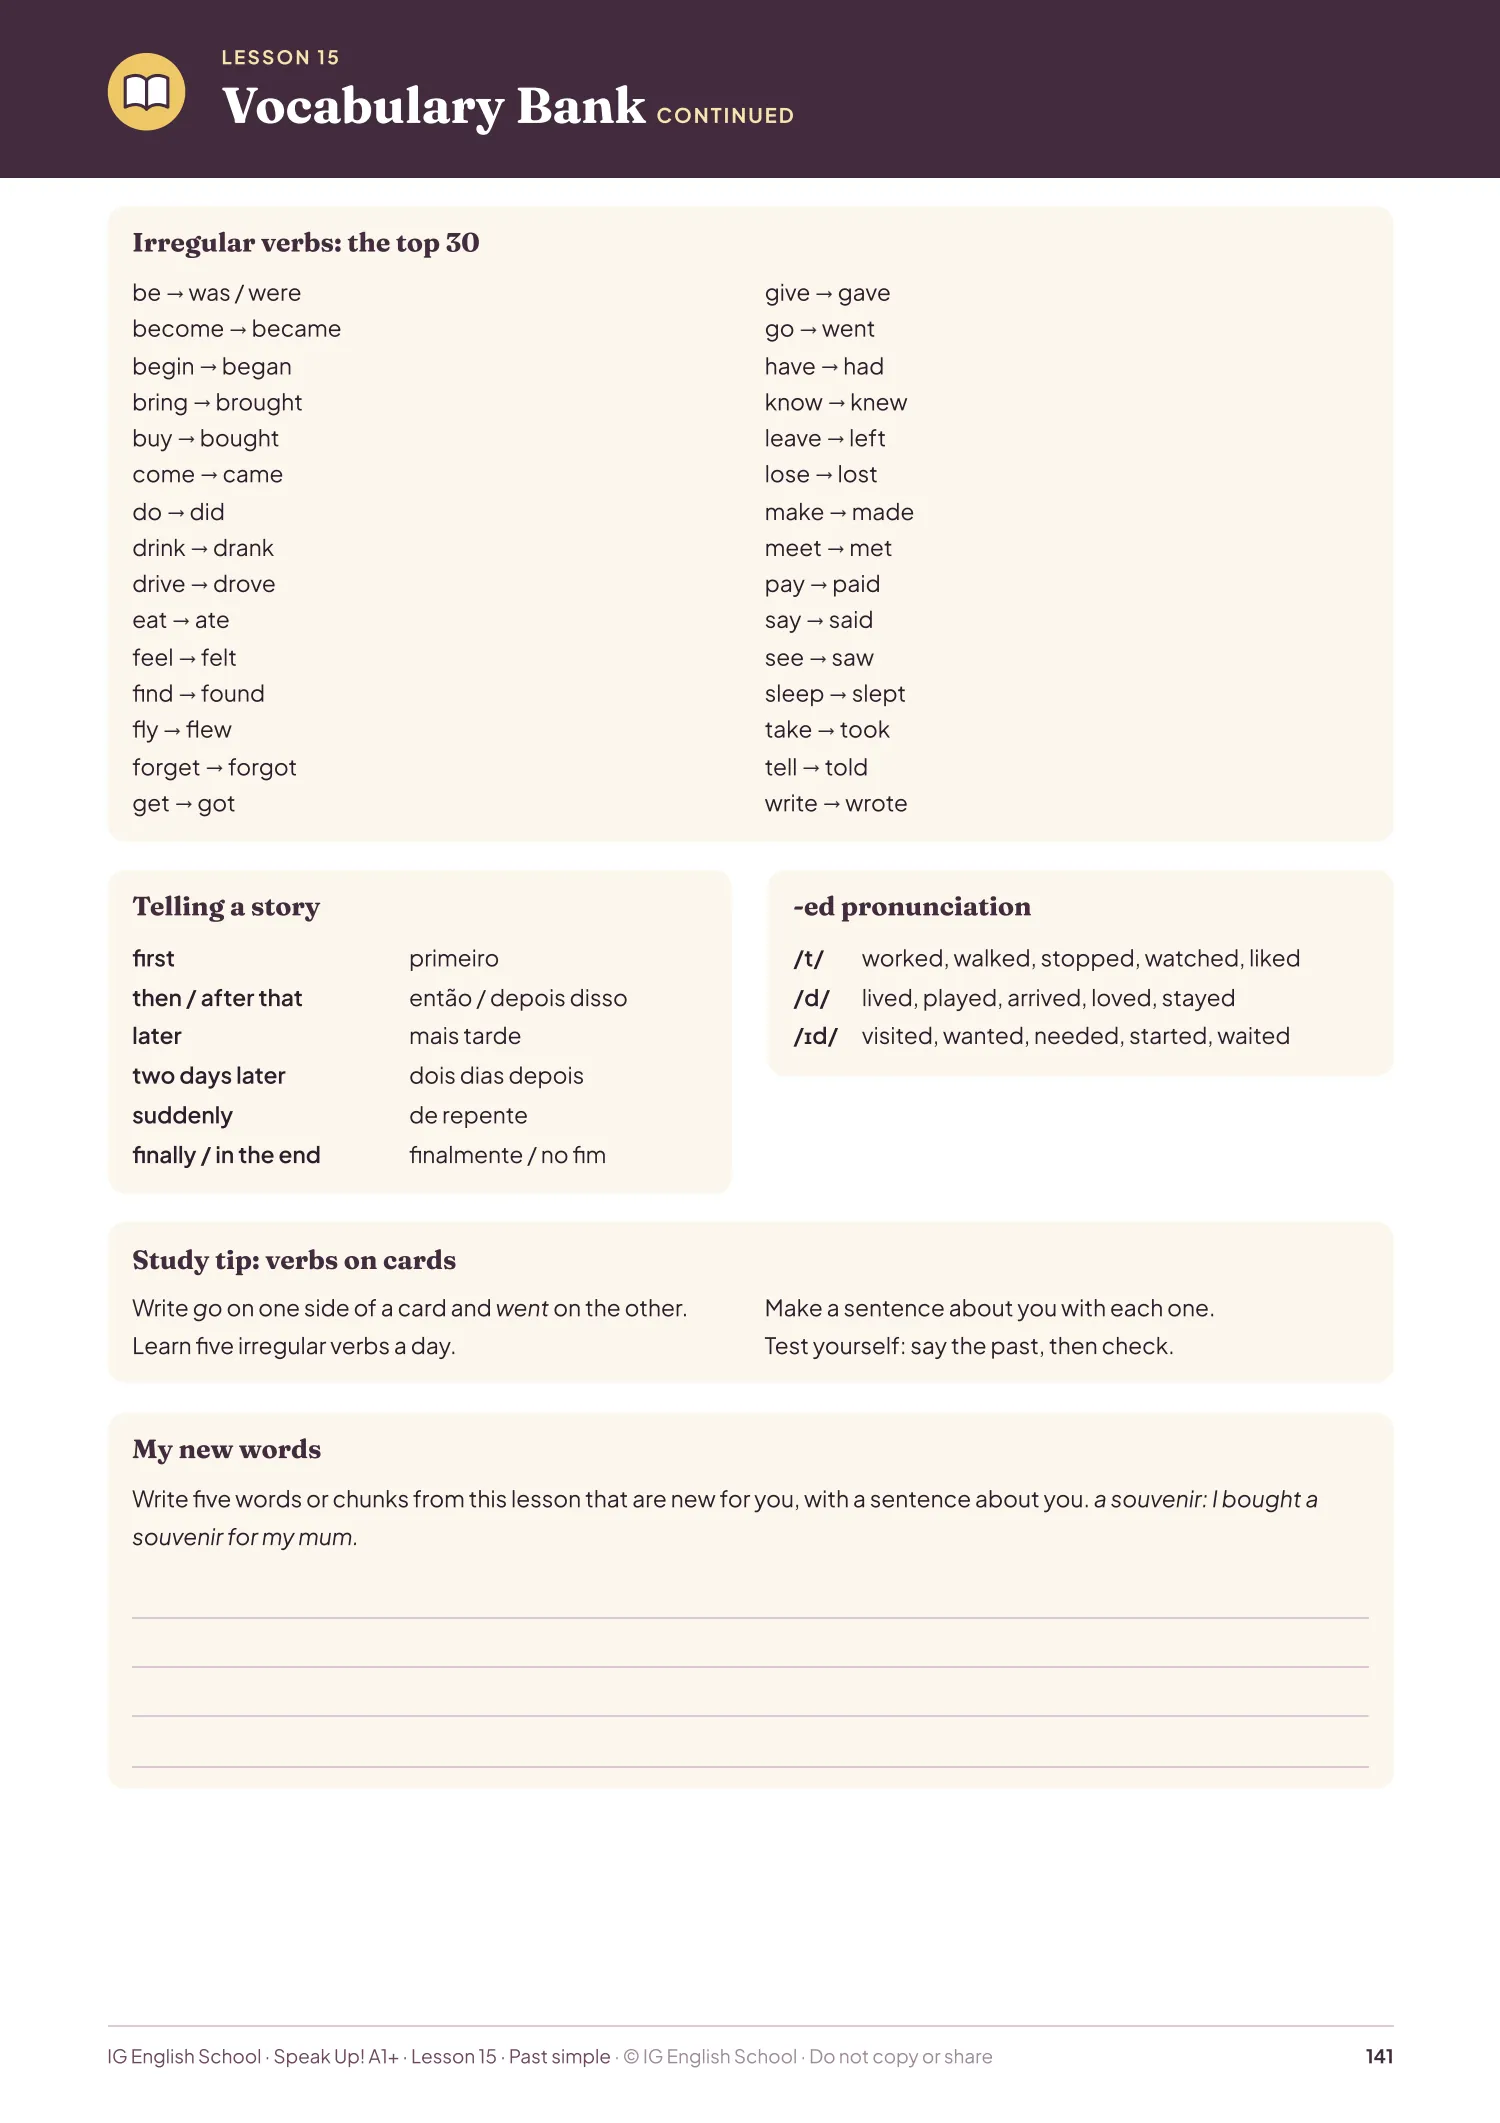 LESSON 15
Vocabulary Bank CONTINUED
Irregular verbs: the top 30
be → was / were
become → became
begin → began
bring → brought
buy → bought
come → came
do → did
drink → drank
drive → drove
eat → ate
feel → felt
find → found
fly → flew
forget → forgot
get → got
give → gave
go → went
have → had
know → knew
leave → left
lose → lost
make → made
meet → met
pay → paid
say → said
see → saw
sleep → slept
take → took
tell → told
write → wrote
Telling a story
first primeiro
then / after that então / depois disso
later mais tarde
two days later dois dias depois
suddenly de repente
finally / in the end finalmente / no fim
-ed pronunciation
/t/ worked, walked, stopped, watched, liked
/d/ lived, played, arrived, loved, stayed
/ɪd/ visited, wanted, needed, started, waited
Study tip: verbs on cards
Write go on one side of a card and went on the other.
Learn five irregular verbs a day.
Make a sentence about you with each one.
Test yourself: say the past, then check.
My new words
Write five words or chunks from this lesson that are new for you, with a sentence about you. a souvenir: I bought a
souvenir for my mum.
IG English School · Speak Up! A1+ · Lesson 15 · Past simple · © IG English School · Do not copy or share
141